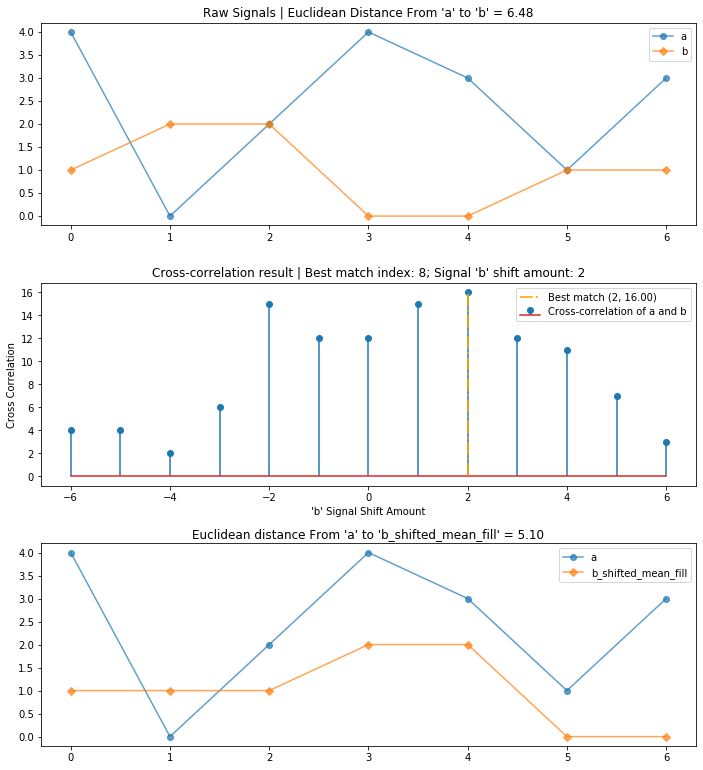 Raw Signals | Euclidean Distance From 'a' to 'b' = 6.48
4.0
3.5
3.0
2.5
2.0
1.5
1.0
0.5
0.0
a
b
0 1 2 3 4 5 6
Cross-correlation result | Best match index: 8; Signal 'b' shift amount: 2
Cross Correlation
16
14
12
10
8
6
4
2
0
Best match (2, 16.00)
Cross-correlation of a and b
−6 −4 −2 0 2 4 6
'b' Signal Shift Amount
Euclidean distance From 'a' to 'b_shifted_mean_fill' = 5.10
4.0
3.5
3.0
2.5
2.0
1.5
1.0
0.5
0.0
a
b_shifted_mean_fill
0 1 2 3 4 5 6